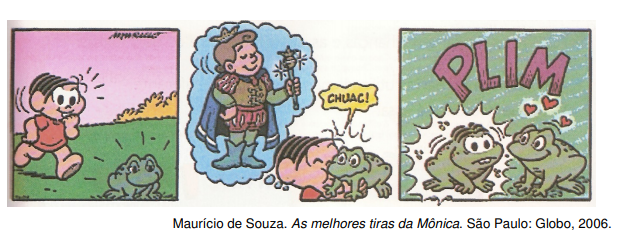 CHUAC!
PLIM
Maurício de Souza. As melhores tiras da Mônica. São Paulo: Globo, 2006.